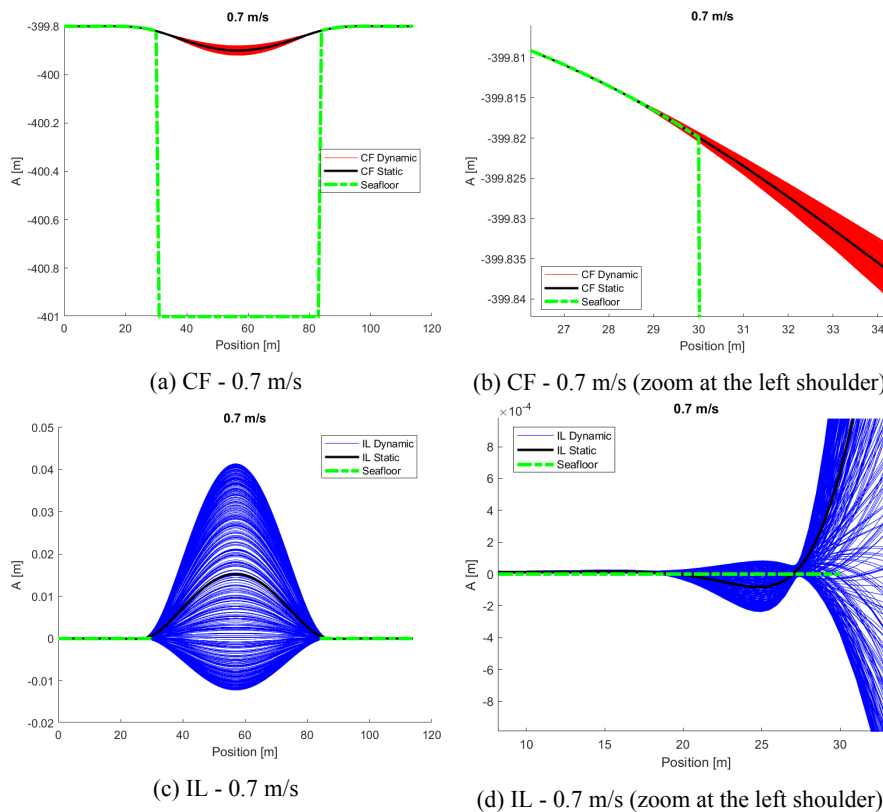 0.7 m/s
-399.8
-400
-400.2
-400.4
-400.6
-400.8
-401
A [m]
0 20 40 60 80 100 120
Position [m]
CF Dynamic
CF Static
Seafloor
(a) CF - 0.7 m/s
0.7 m/s
-399.81
-399.815
-399.82
-399.825
-399.83
-399.835
-399.84
A [m]
27 28 29 30 31 32 33 34
Position [m]
CF Dynamic
CF Static
Seafloor
(b) CF - 0.7 m/s (zoom at the left shoulder)
0.7 m/s
0.05
0.04
0.03
0.02
0.01
0
-0.01
-0.02
A [m]
0 20 40 60 80 100 120
Position [m]
IL Dynamic
IL Static
Seafloor
(c) IL - 0.7 m/s
0.7 m/s
×10⁻⁴
8
6
4
2
0
-2
-4
-6
-8
A [m]
10 15 20 25 30
Position [m]
IL Dynamic
IL Static
Seafloor
(d) IL - 0.7 m/s (zoom at the left shoulder)